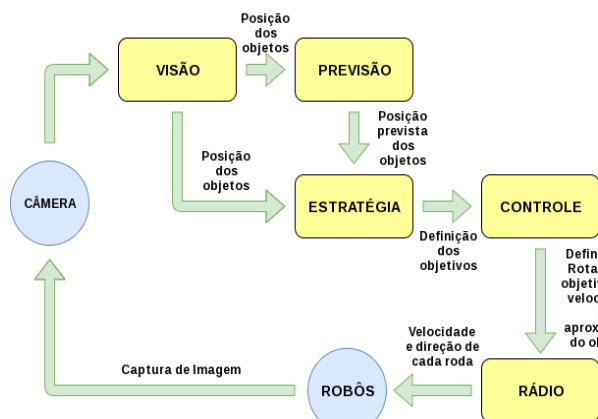 Posição
dos
objetos
VISÃO
PREVISÃO
Posição
prevista
dos
objetos
Posição
dos
objetos
CÂMERA
ESTRATÉGIA
CONTROLE
Definição
dos
objetivos
Velocidade
e direção de
cada roda
Captura de Imagem
ROBÔS
RÁDIO